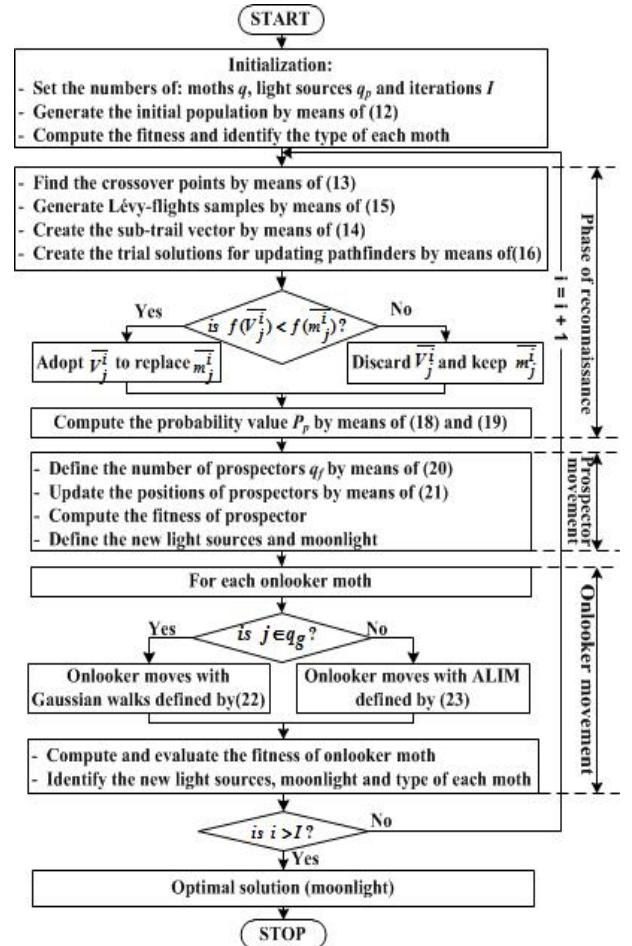 START
Initialization:
- Set the numbers of: moths q, light sources qₚ and iterations I
- Generate the initial population by means of (12)
- Compute the fitness and identify the type of each moth
- Find the crossover points by means of (13)
- Generate Lévy-flights samples by means of (15)
- Create the sub-trail vector by means of (14)
- Create the trial solutions for updating pathfinders by means of(16)
Phase of reconnaissance
i = i + 1
Yes
is f(V̅ⱼⁱ) < f(m̅ⱼⁱ)?
No
Adopt V̅ⱼⁱ to replace m̅ⱼⁱ
Discard V̅ⱼⁱ and keep m̅ⱼⁱ
Compute the probability value Pₚ by means of (18) and (19)
- Define the number of prospectors q_f by means of (20)
- Update the positions of prospectors by means of (21)
- Compute the fitness of prospector
- Define the new light sources and moonlight
Prospector
movement
For each onlooker moth
Yes
is j∈q_g?
No
Onlooker moves with
Gaussian walks defined by(22)
Onlooker moves with ALIM
defined by (23)
- Compute and evaluate the fitness of onlooker moth
- Identify the new light sources, moonlight and type of each moth
Onlooker movement
is i >I?
No
Yes
Optimal solution (moonlight)
STOP